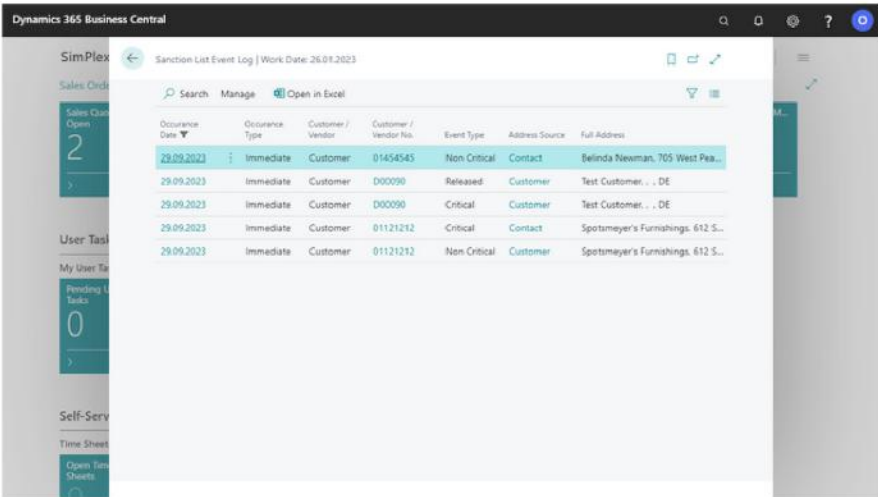 Dynamics 365 Business Central
?
O
SimPlex
Sanction List Event Log | Work Date: 26.01.2023
Sales Orde
Search Manage Open in Excel
Sales Quo
Open
2
M...
Occurance Date
Occurance Type
Customer / Vendor
Customer / Vendor No.
Event Type
Address Source
Full Address
29.09.2023 Immediate Customer 01454545 Non Critical Contact Belinda Newman, 705 West Pea...
29.09.2023 Immediate Customer D00090 Released Customer Test Customer, , , DE
29.09.2023 Immediate Customer D00090 Critical Customer Test Customer, , , DE
29.09.2023 Immediate Customer 01121212 Critical Contact Spotsmeyer's Furnishings, 612 S...
29.09.2023 Immediate Customer 01121212 Non Critical Customer Spotsmeyer's Furnishings, 612 S...
User Task
My User Ta
Pending U
Tasks
0
Self-Serv
Time Sheet
Open Tim
Sheets